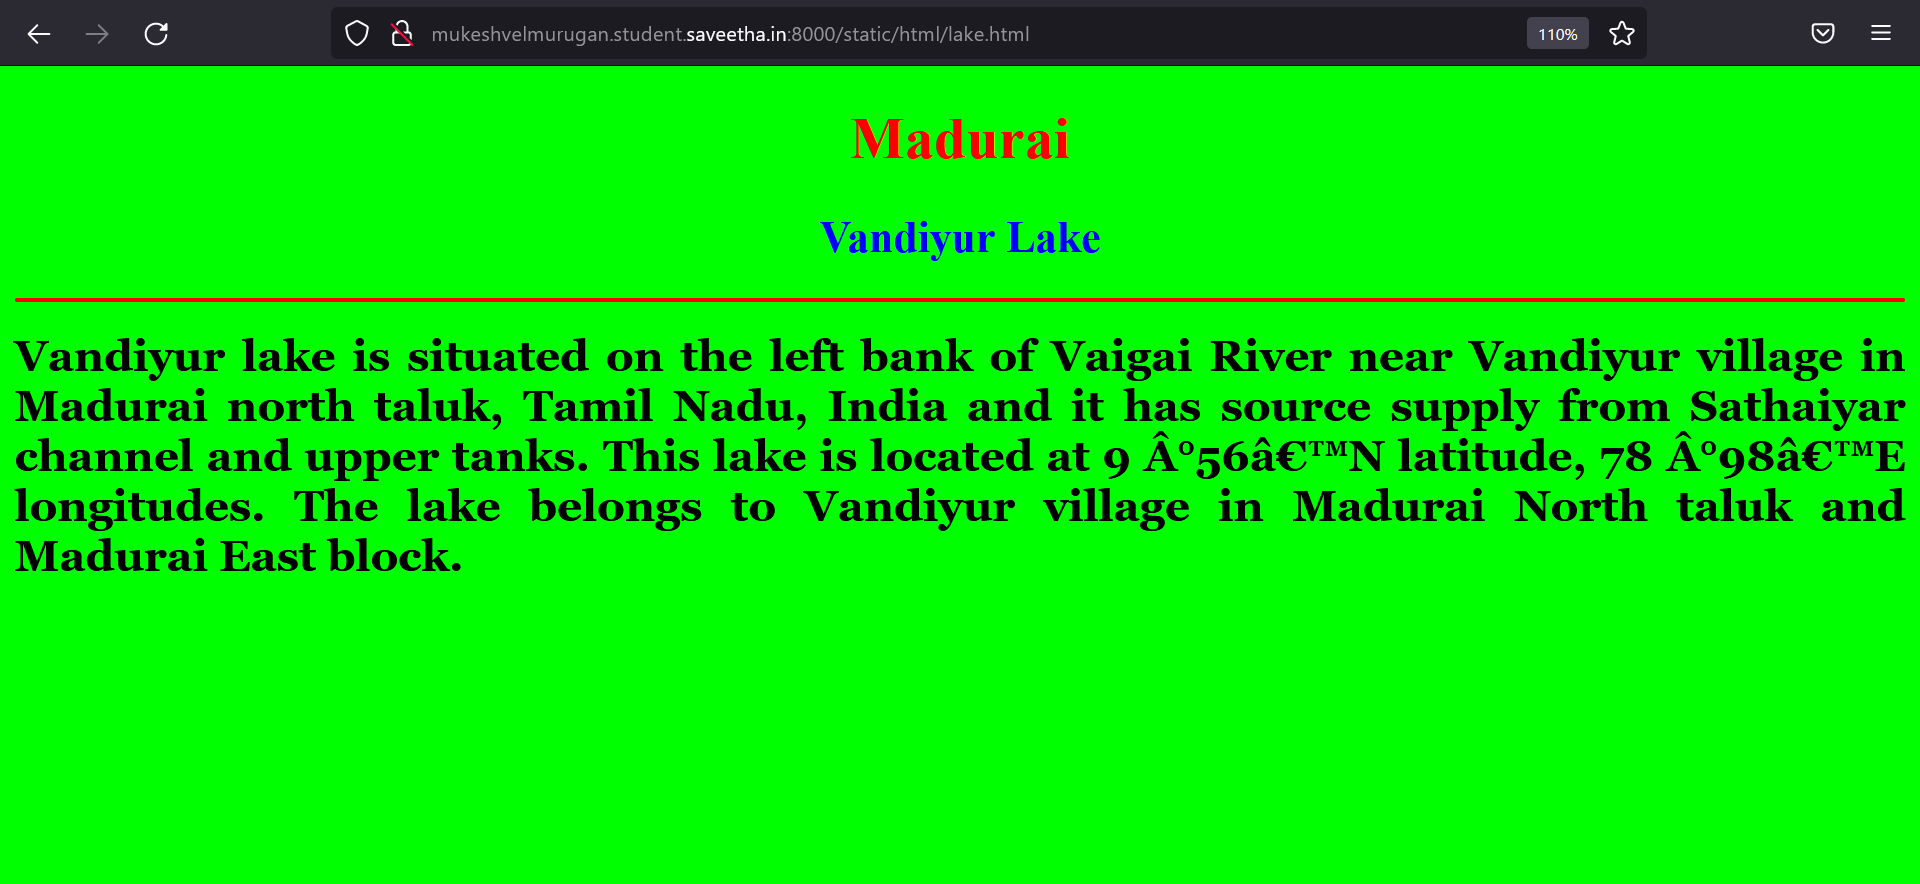 mukeshvelmurugan.student.saveetha.in:8000/static/html/lake.html
110%
Madurai
Vandiyur Lake
Vandiyur lake is situated on the left bank of Vaigai River near Vandiyur village in
Madurai north taluk, Tamil Nadu, India and it has source supply from Sathaiyar
channel and upper tanks. This lake is located at 9 Âº56â€™N latitude, 78 Âº98â€™E
longitudes. The lake belongs to Vandiyur village in Madurai North taluk and
Madurai East block.